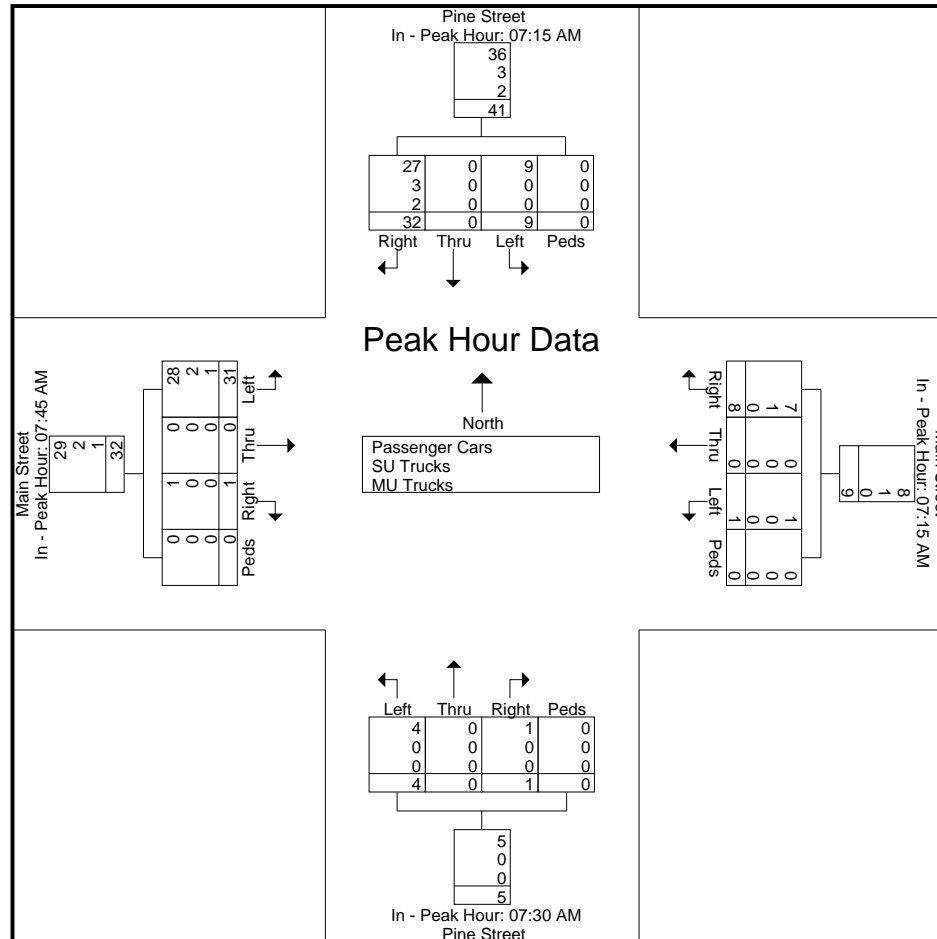 Pine Street
In - Peak Hour: 07:15 AM
36
3
2
41
27 0 9 0
3 0 0 0
2 0 0 0
32 0 9 0
Right Thru Left Peds
Peak Hour Data
North
Passenger Cars
SU Trucks
MU Trucks
Main Street
In - Peak Hour: 07:45 AM
29
2
1
32
28 2 1 31
Left
0 0 0 0
Thru
1 0 0 1
Right
0 0 0 0
Peds
Right
7 1 0 8
Thru
0 0 0 0
Left
1 0 0 1
Peds
0 0 0 0
8
1
0
9
In - Peak Hour: 07:15 AM
Left Thru Right Peds
4 0 1 0
0 0 0 0
0 0 0 0
4 0 1 0
5
0
0
5
In - Peak Hour: 07:30 AM
Pine Street